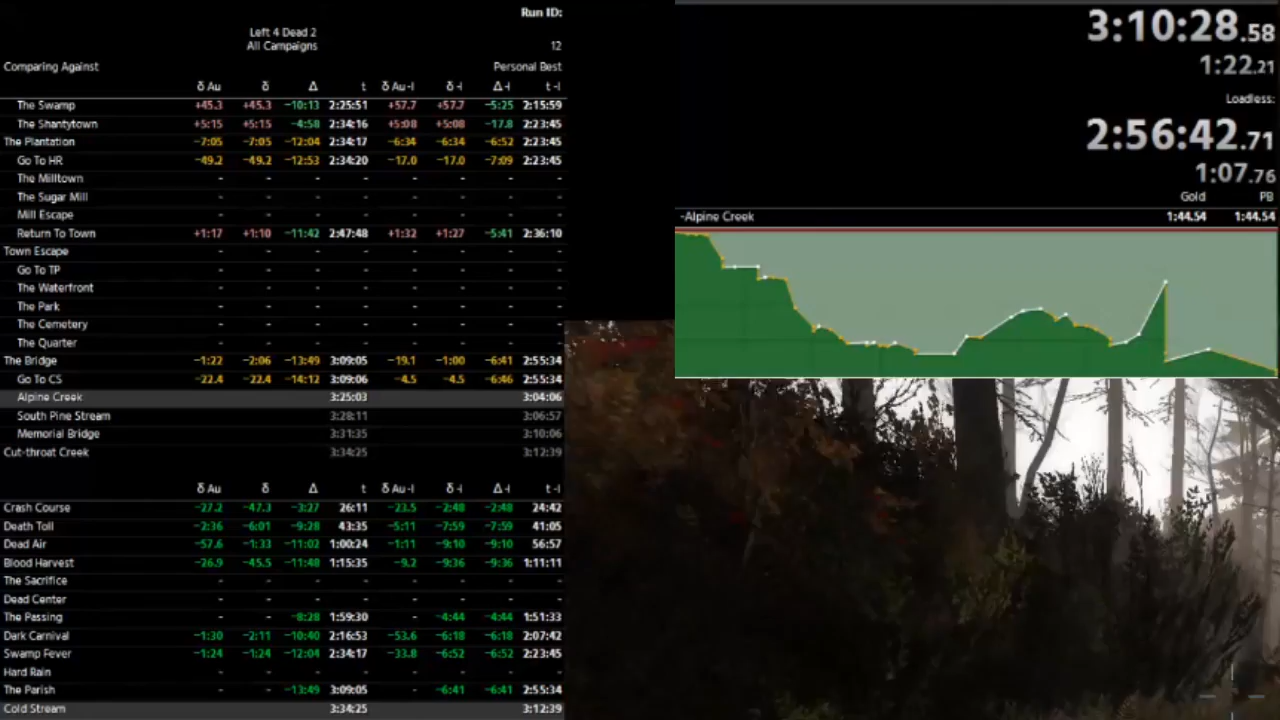 Run ID:
Left 4 Dead 2
All Campaigns
12
Comparing Against Personal Best
δ Au δ Δ t δ Au-I δ -I Δ -I t -I
The Swamp +45.3 +45.3 −10:13 2:25:51 +57.7 +57.7 −5:25 2:15:59
The Shantytown +5:15 +5:15 −4:58 2:34:16 +5:08 +5:08 −17.8 2:23:45
The Plantation −7:05 −7:05 −12:04 2:34:17 −6:34 −6:34 −6:52 2:23:45
Go To HR −49.2 −49.2 −12:53 2:34:20 −17.0 −17.0 −7:09 2:23:45
The Milltown - - - - - - - -
The Sugar Mill - - - - - - - -
Mill Escape - - - - - - - -
Return To Town +1:17 +1:10 −11:42 2:47:48 +1:32 +1:27 −5:41 2:36:10
Town Escape - - - - - - - -
Go To TP - - - - - - - -
The Waterfront - - - - - - - -
The Park - - - - - - - -
The Cemetery - - - - - - - -
The Quarter - - - - - - - -
The Bridge −1:22 −2:06 −13:49 3:09:05 −19.1 −1:00 −6:41 2:55:34
Go To CS −22.4 −22.4 −14:12 3:09:06 −4.5 −4.5 −6:46 2:55:34
Alpine Creek 3:25:03 3:04:06
South Pine Stream 3:28:11 3:06:57
Memorial Bridge 3:31:35 3:10:06
Cut-throat Creek 3:34:25 3:12:39
δ Au δ Δ t δ Au-I δ -I Δ -I t -I
Crash Course −27.2 −47.3 −3:27 26:11 −23.5 −2:48 −2:48 24:42
Death Toll −2:36 −6:01 −9:28 43:35 −5:11 −7:59 −7:59 41:05
Dead Air −57.6 −1:33 −11:02 1:00:24 −1:11 −9:10 −9:10 56:57
Blood Harvest −26.9 −45.5 −11:48 1:15:35 −9.2 −9:36 −9:36 1:11:11
The Sacrifice - - - - - - - -
Dead Center - - - - - - - -
The Passing - - −8:28 1:59:30 - −4:44 −4:44 1:51:33
Dark Carnival −1:30 −2:11 −10:40 2:16:53 −53.6 −6:18 −6:18 2:07:42
Swamp Fever −1:24 −1:24 −12:04 2:34:17 −33.8 −6:52 −6:52 2:23:45
Hard Rain - - - - - - - -
The Parish - - −13:49 3:09:05 - −6:41 −6:41 2:55:34
Cold Stream 3:34:25 3:12:39
3:10:28.58
1:22.21
Loadless:
2:56:42.71
1:07.76
Gold PB
-Alpine Creek 1:44.54 1:44.54